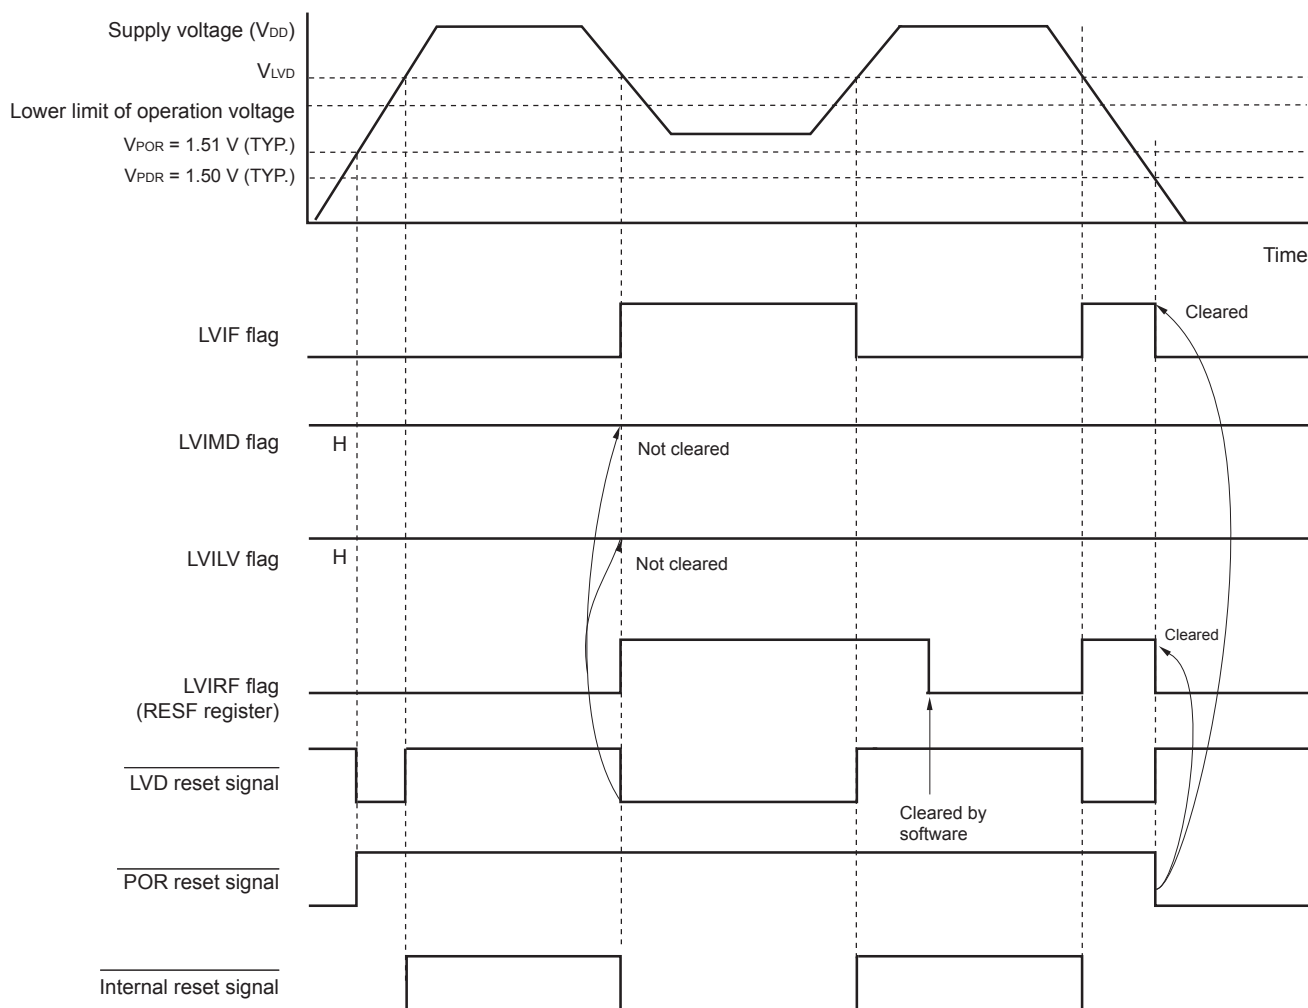 Supply voltage (VDD)
VLVD
Lower limit of operation voltage
VPOR = 1.51 V (TYP.)
VPDR = 1.50 V (TYP.)
Time
LVIF flag
Cleared
LVIMD flag
H
Not cleared
LVILV flag
H
Not cleared
LVIRF flag
(RESF register)
Cleared
LVD reset signal
Cleared by
software
POR reset signal
Internal reset signal